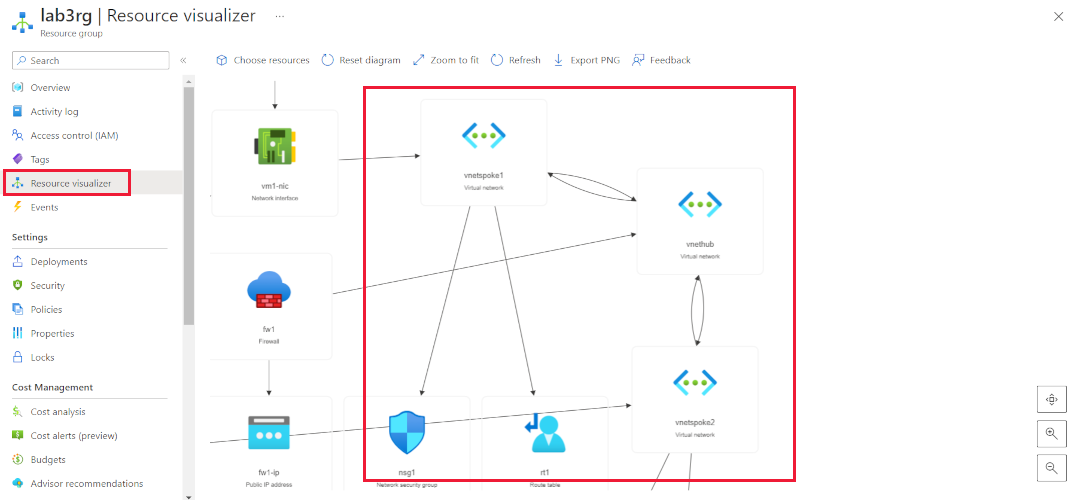 lab3rg | Resource visualizer ...
Resource group
Search
«
Choose resources
Reset diagram
Zoom to fit
Refresh
Export PNG
Feedback
Overview
Activity log
Access control (IAM)
Tags
Resource visualizer
Events
Settings
Deployments
Security
Policies
Properties
Locks
Cost Management
Cost analysis
Cost alerts (preview)
Budgets
Advisor recommendations
vm1-nic
Network interface
vnetspoke1
Virtual network
vnethub
Virtual network
fw1
Firewall
vnetspoke2
Virtual network
fw1-ip
Public IP address
nsg1
Network security group
rt1
Route table